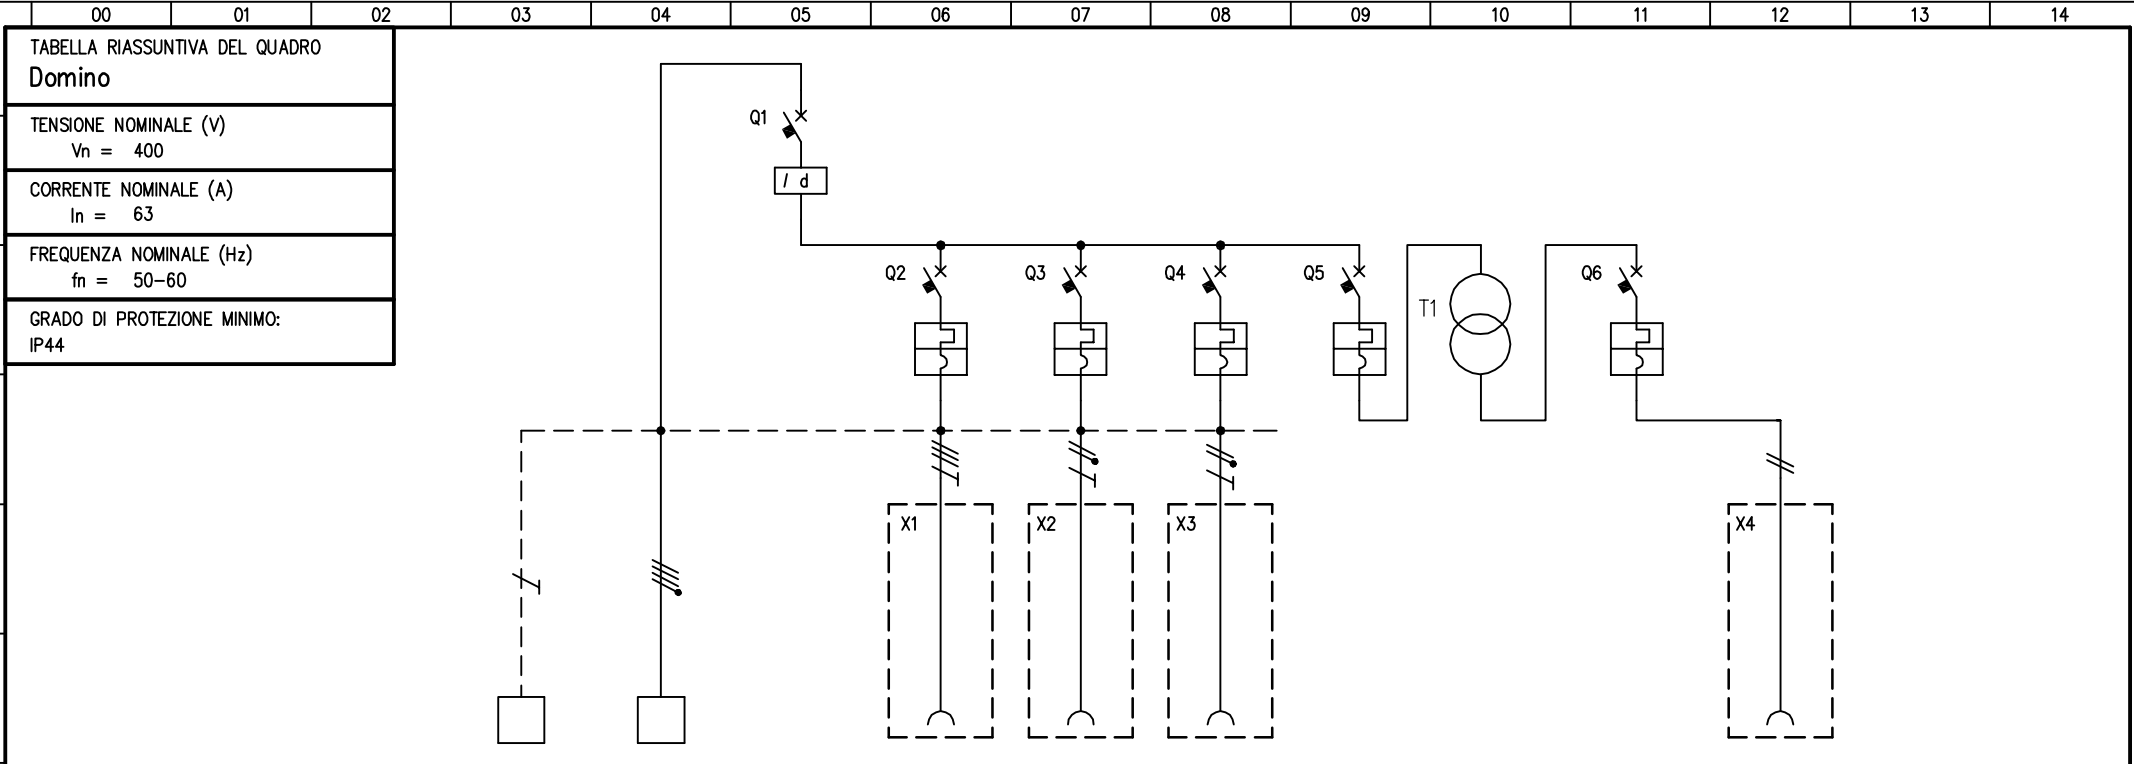 00 01 02 03 04 05 06 07 08 09 10 11 12 13 14
TABELLA RIASSUNTIVA DEL QUADRO
Domino
TENSIONE NOMINALE (V)
Vn = 400
CORRENTE NOMINALE (A)
In = 63
FREQUENZA NOMINALE (Hz)
fn = 50-60
GRADO DI PROTEZIONE MINIMO:
IP44
Q1
I d
Q2 Q3 Q4 Q5 T1 Q6
X1 X2 X3 X4